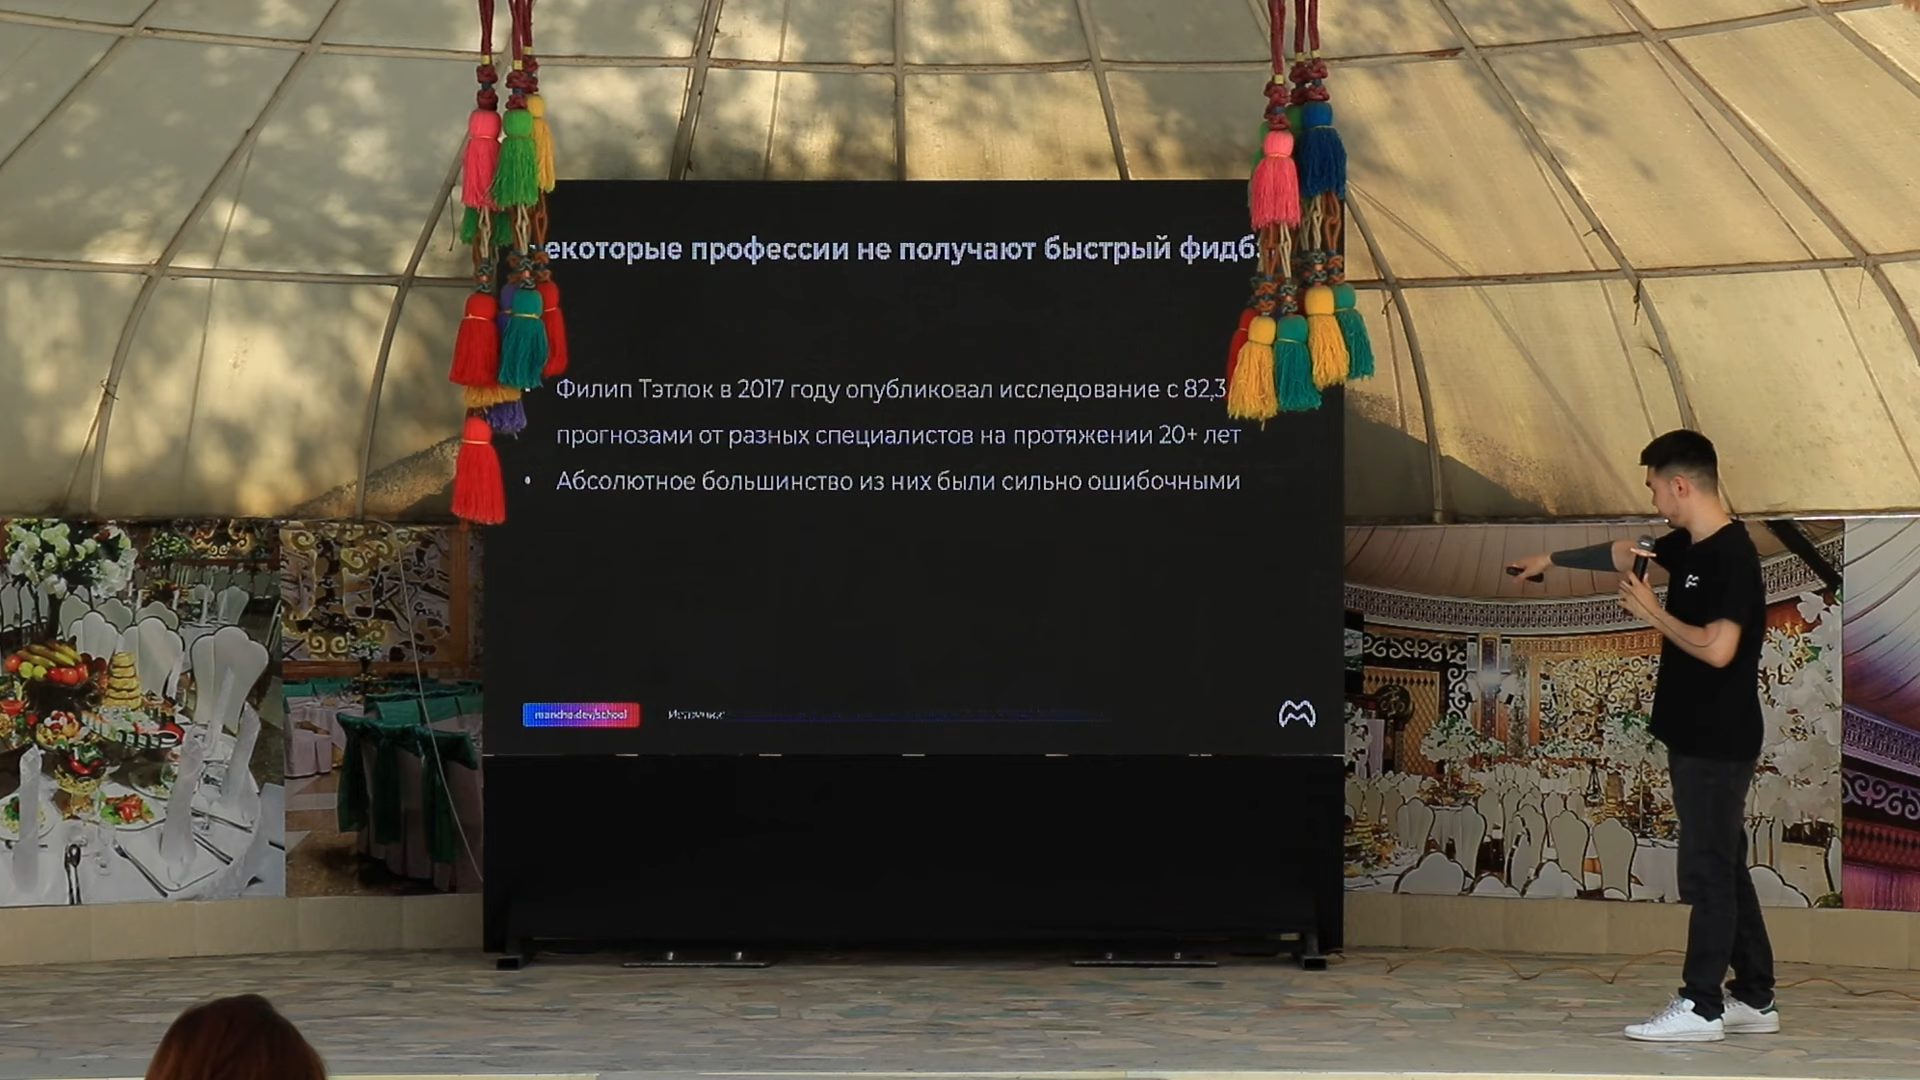 екоторые профессии не получают быстрый фидб
Филип Тэтлок в 2017 году опубликовал исследование с 82,3
прогнозами от разных специалистов на протяжении 20+ лет
• Абсолютное большинство из них были сильно ошибочными
mancho.dev/school
Источник: